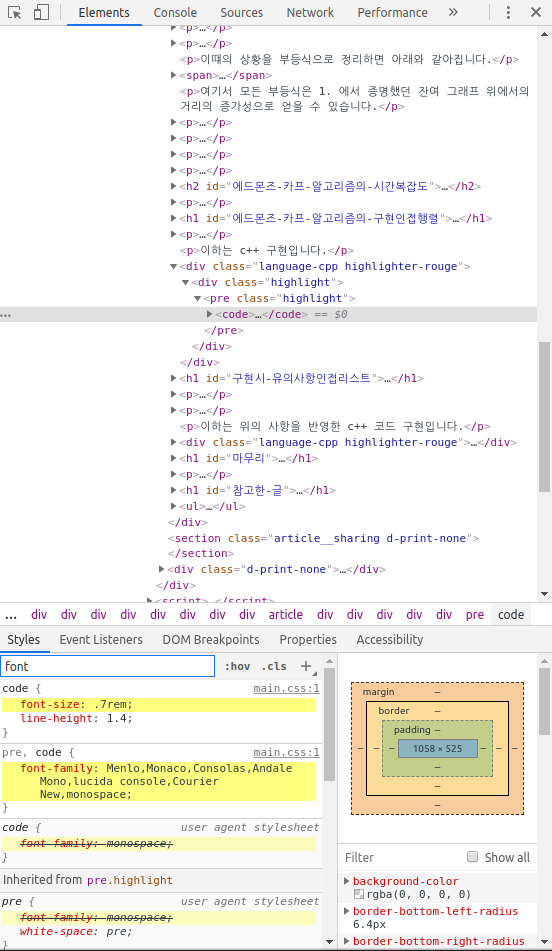 Elements Console Sources Network Performance »
<p>…</p>
<p>…</p>
<p>이떄의 상황을 부등식으로 정리하면 아래와 같아집니다.</p>
<span>…</span>
<p>여기서 모든 부등식은 1. 에서 증명했던 잔여 그래프 위에서의
거리의 증가성으로 얻을 수 있습니다.</p>
<p>…</p>
<p>…</p>
<p>…</p>
<p>…</p>
<h2 id="에드몬즈-카프-알고리즘의-시간복잡도">…</h2>
<p>…</p>
<h1 id="에드몬즈-카프-알고리즘의-구현인접행렬">…</h1>
<p>…</p>
<p>이하는 c++ 구현입니다.</p>
<div class="language-cpp highlighter-rouge">
<div class="highlight">
<pre class="highlight">
… <code>…</code> == $0
</pre>
</div>
</div>
<h1 id="구현시-유의사항인접리스트">…</h1>
<p>…</p>
<p>…</p>
<p>이하는 위의 사항을 반영한 c++ 코드 구현입니다.</p>
<div class="language-cpp highlighter-rouge">…</div>
<h1 id="마무리">…</h1>
<p>…</p>
<h1 id="참고한-글">…</h1>
<ul>…</ul>
</div>
<section class="article__sharing d-print-none">
</section>
<div class="d-print-none">…</div>
</div>
<script>…</script>
… div div div div div div div div article div div div div div pre code
Styles Event Listeners DOM Breakpoints Properties Accessibility
font :hov .cls +
code { main.css:1
font-size: .7rem;
line-height: 1.4;
}
pre, code { main.css:1
font-family: Menlo,Monaco,Consolas,Andale
Mono,lucida console,Courier
New,monospace;
}
code { user agent stylesheet
font-family: monospace;
}
Inherited from pre.highlight
pre { user agent stylesheet
font-family: monospace;
white-space: pre;
}
margin –
border –
padding –
– – – 1058 × 525 – – –
–
–
–
Filter Show all
background-color
rgba(0, 0, 0, 0)
border-bottom-left-radius
6.4px
border-bottom-right-radius